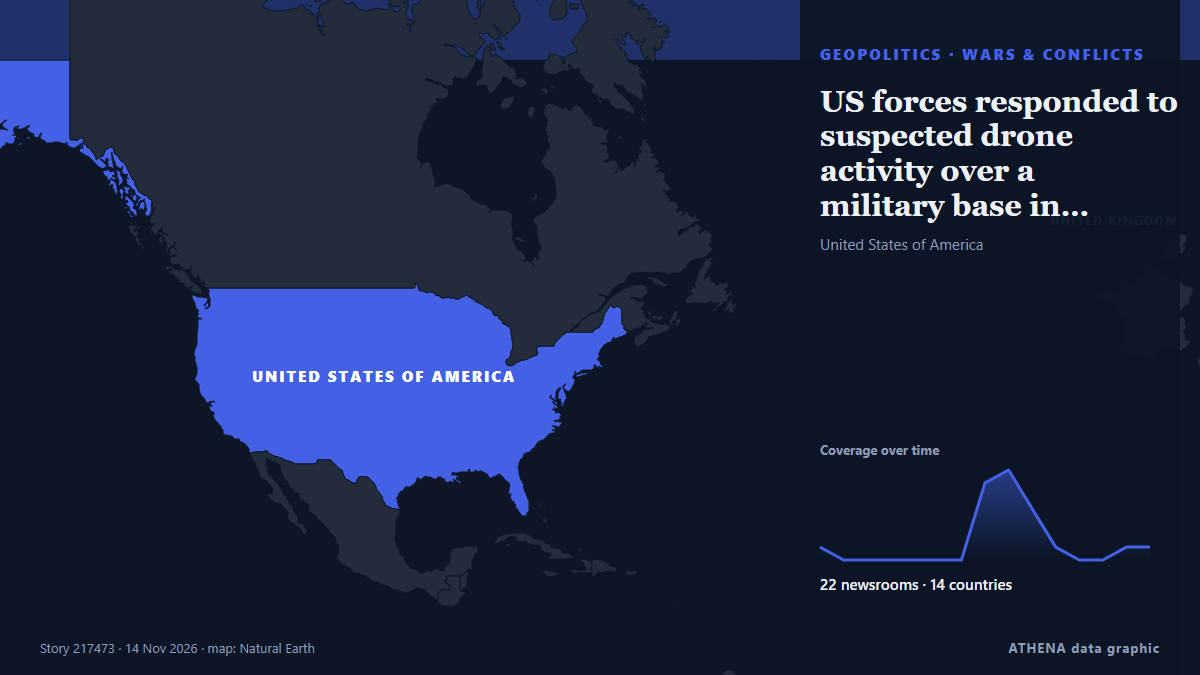 GEOPOLITICS · WARS & CONFLICTS
US forces responded to
suspected drone
activity over a
military base in...
UNITED KINGDOM
United States of America
UNITED STATES OF AMERICA
Coverage over time
22 newsrooms · 14 countries
Story 217473 · 14 Nov 2026 · map: Natural Earth
ATHENA data graphic